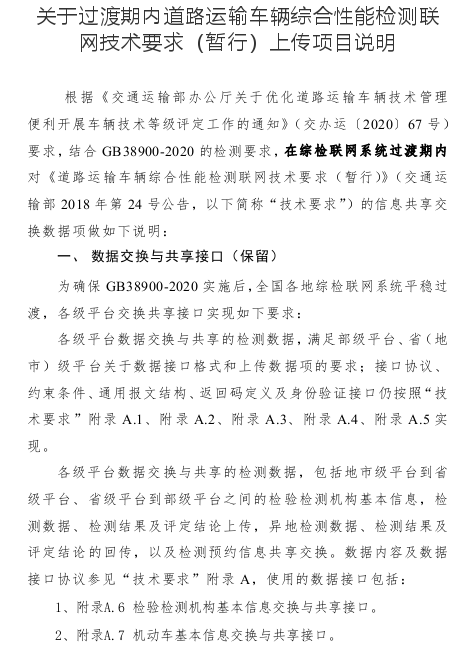 关于过渡期内道路运输车辆综合性能检测联
网技术要求（暂行）上传项目说明
根据《交通运输部办公厅关于优化道路运输车辆技术管理
便利开展车辆技术等级评定工作的通知》（交办运〔2020〕67 号）
要求，结合 GB38900-2020 的检测要求，在综检联网系统过渡期内
对《道路运输车辆综合性能检测联网技术要求（暂行）》（交通运
输部 2018 年第 24 号公告，以下简称“技术要求”）的信息共享交
换数据项做如下说明：
一、 数据交换与共享接口（保留）
为确保 GB38900-2020 实施后，全国各地综检联网系统平稳过
渡，各级平台交换共享接口实现如下要求：
各级平台数据交换与共享的检测数据，满足部级平台、省（地
市）级平台关于数据接口格式和上传数据项的要求；接口协议、
约束条件、通用报文结构、返回码定义及身份验证接口仍按照“技
术要求”附录 A.1、附录 A.2、附录 A.3、附录 A.4、附录 A.5 实
现。
各级平台数据交换与共享的检测数据，包括地市级平台到省
级平台、省级平台到部级平台之间的检验检测机构基本信息，检
测数据、检测结果及评定结论上传，异地检测数据、检测结果及
评定结论的回传，以及检测预约信息共享交换。数据内容及数据
接口协议参见“技术要求”附录 A，使用的数据接口包括：
1、附录A.6 检验检测机构基本信息交换与共享接口。
2、附录A.7 机动车基本信息交换与共享接口。